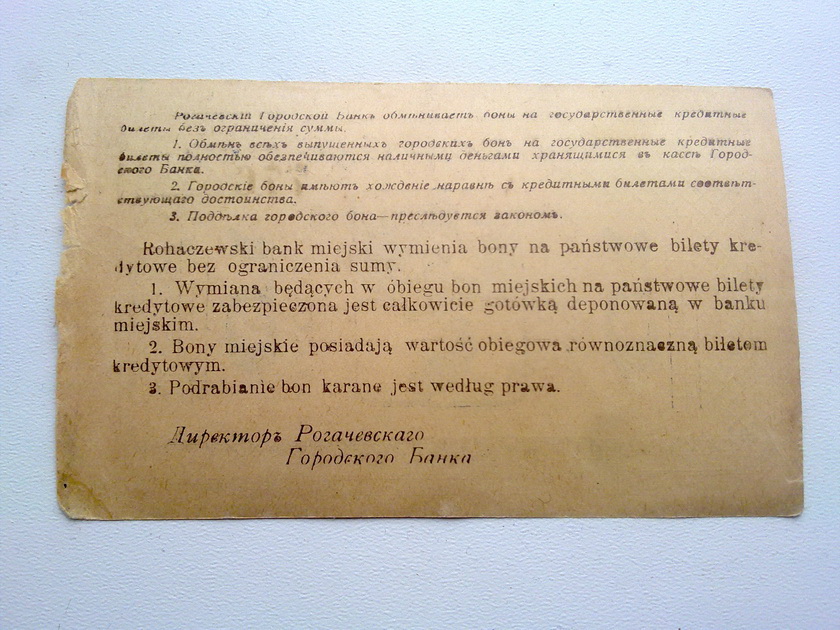 Рогачевскій Городской Банкъ обмѣниваетъ боны на государственные кредитные
билеты безъ ограниченія суммы.
1. Обмѣнъ всѣхъ выпущенныхъ городскихъ бонъ на государственные кредитные
билеты полностью обезпечиваются наличными деньгами хранящимися въ кассѣ Город-
ского Банка.
2. Городскіе боны имѣютъ хожденіе наравнѣ съ кредитными билетами соотвѣт-
ствующаго достоинства.
3. Поддѣлка городского бона—преслѣдуется закономъ.
Rohaczewski bank miejski wymienia bony na państwowe bilety kre-
dytowe bez ograniczenia sumy.
1. Wymiana będących w obiegu bon miejskich na państwowe bilety
kredytowe zabezpieczona jest całkowicie gotówką deponowaną w banku
miejskim.
2. Bony miejskie posiadają wartość obiegowa równoznaczną biletom
kredytowym.
3. Podrabianie bon karane jest według prawa.
Директоръ Рогачевскаго
Городского Банка